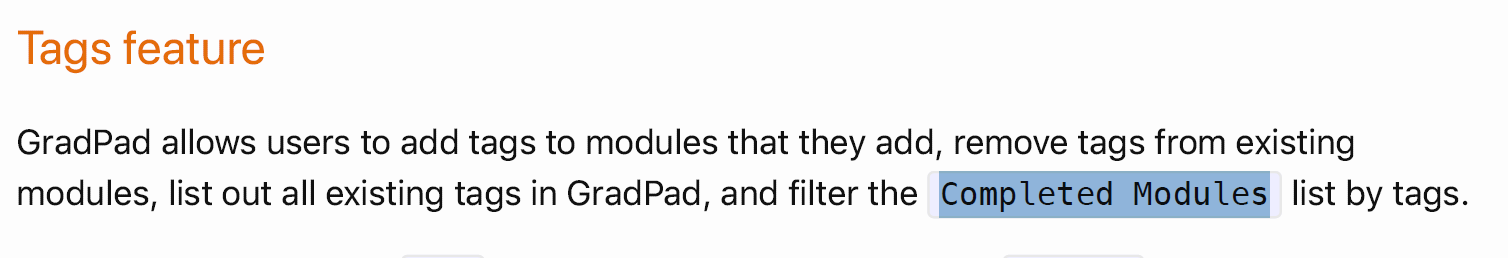 Tags feature
GradPad allows users to add tags to modules that they add, remove tags from existing
modules, list out all existing tags in GradPad, and filter the Completed Modules list by tags.